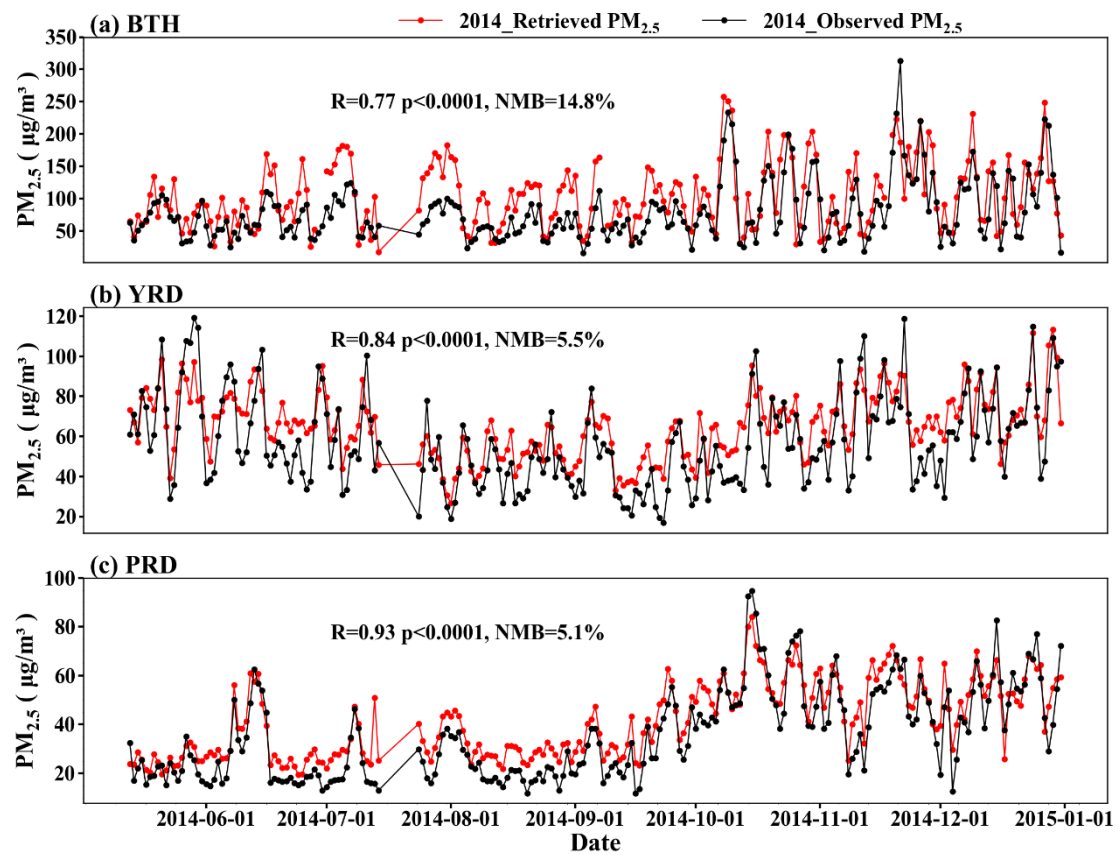 (a) BTH
2014_Retrieved PM2.5 2014_Observed PM2.5
PM2.5 ( μg/m³ )
350
300
250
200
150
100
50
R=0.77 p<0.0001, NMB=14.8%
(b) YRD
PM2.5 ( μg/m³ )
120
100
80
60
40
20
R=0.84 p<0.0001, NMB=5.5%
(c) PRD
PM2.5 ( μg/m³ )
100
80
60
40
20
R=0.93 p<0.0001, NMB=5.1%
2014-06-01 2014-07-01 2014-08-01 2014-09-01 2014-10-01 2014-11-01 2014-12-01 2015-01-01
Date